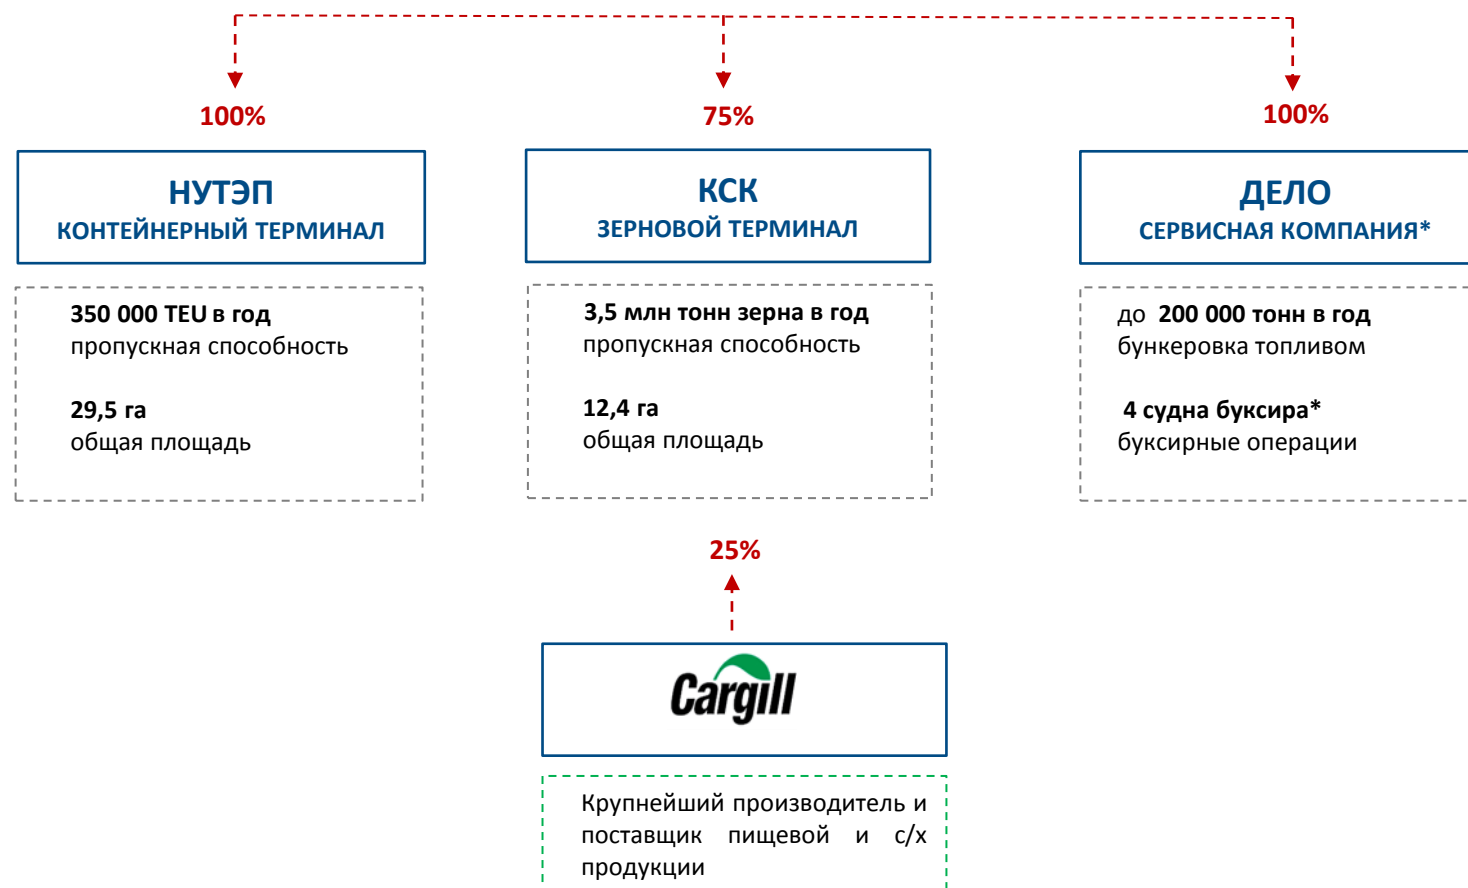 100%
75%
100%
НУТЭП
КОНТЕЙНЕРНЫЙ ТЕРМИНАЛ
КСК
ЗЕРНОВОЙ ТЕРМИНАЛ
ДЕЛО
СЕРВИСНАЯ КОМПАНИЯ*
350 000 TEU в год
пропускная способность
29,5 га
общая площадь
3,5 млн тонн зерна в год
пропускная способность
12,4 га
общая площадь
до 200 000 тонн в год
бункеровка топливом
4 судна буксира*
буксирные операции
25%
Cargill
Крупнейший производитель и
поставщик пищевой и с/х
продукции